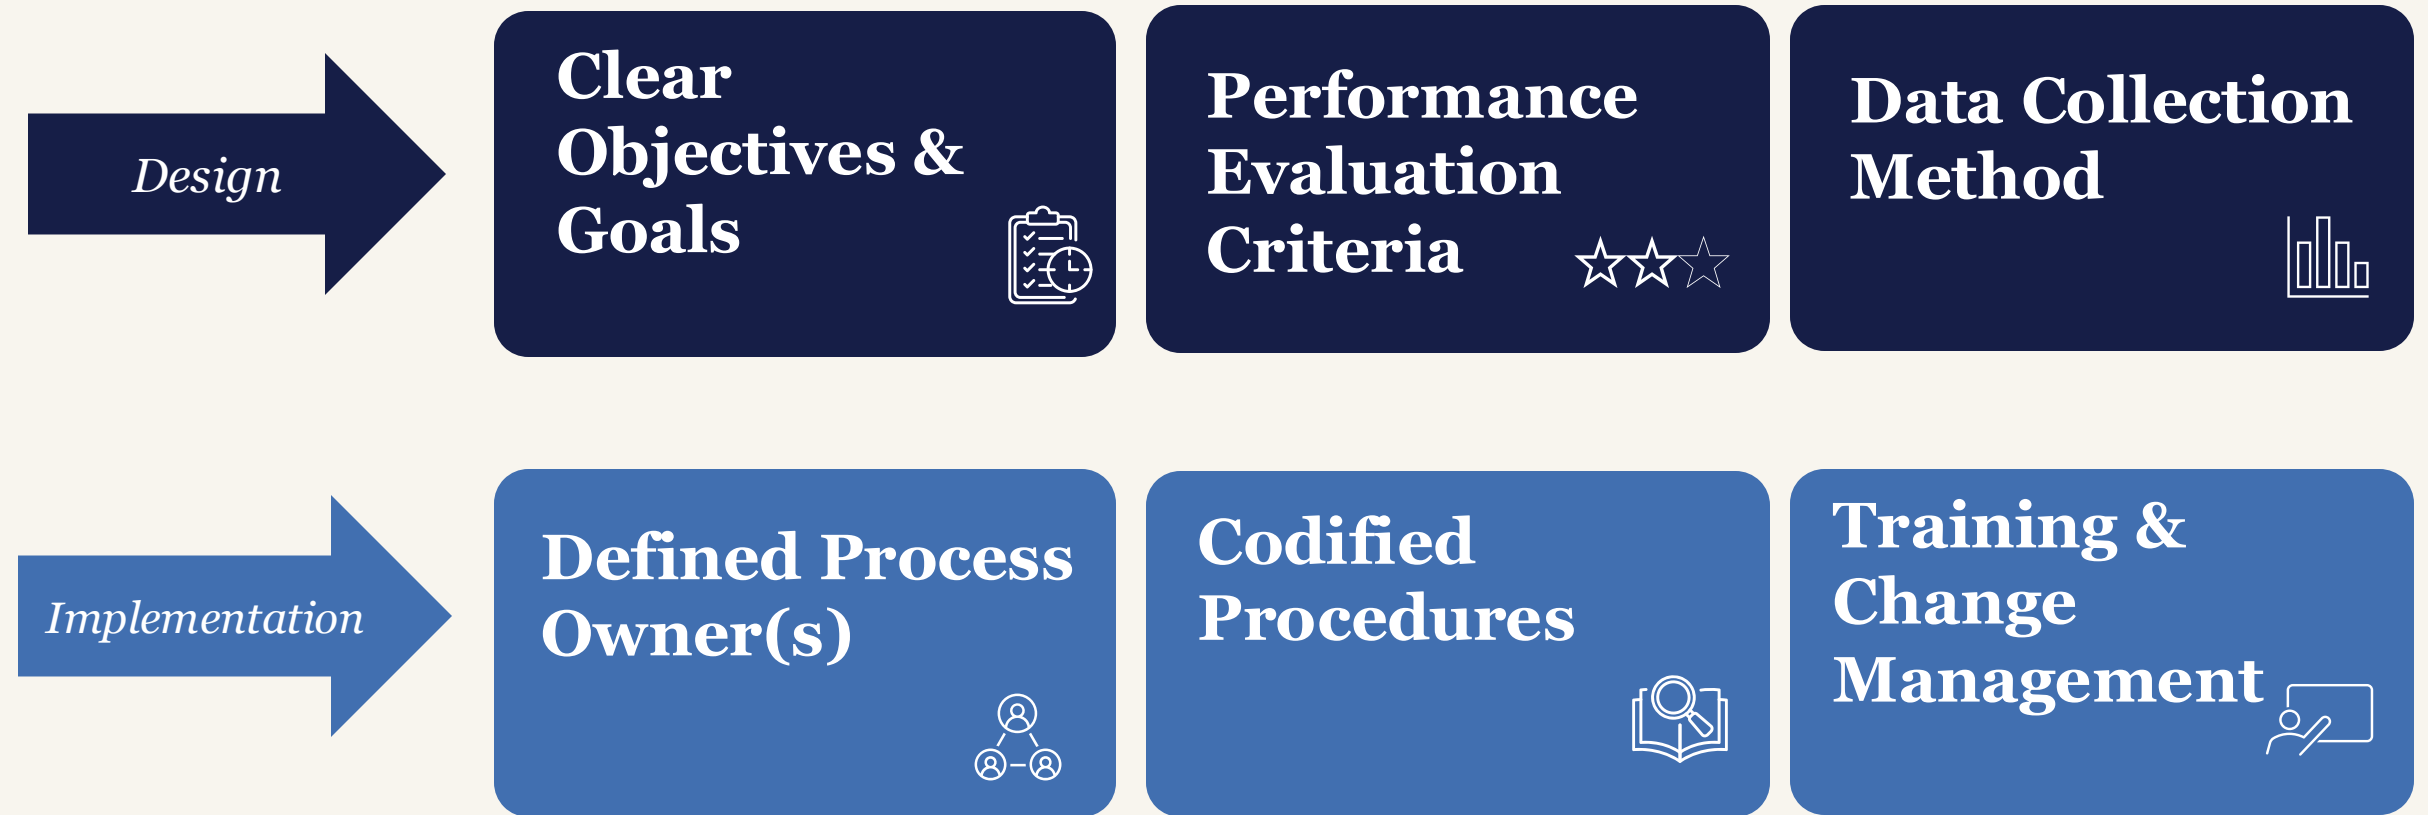 Design
Clear
Objectives &
Goals
Performance
Evaluation
Criteria
Data Collection
Method
Implementation
Defined Process
Owner(s)
Codified
Procedures
Training &
Change
Management